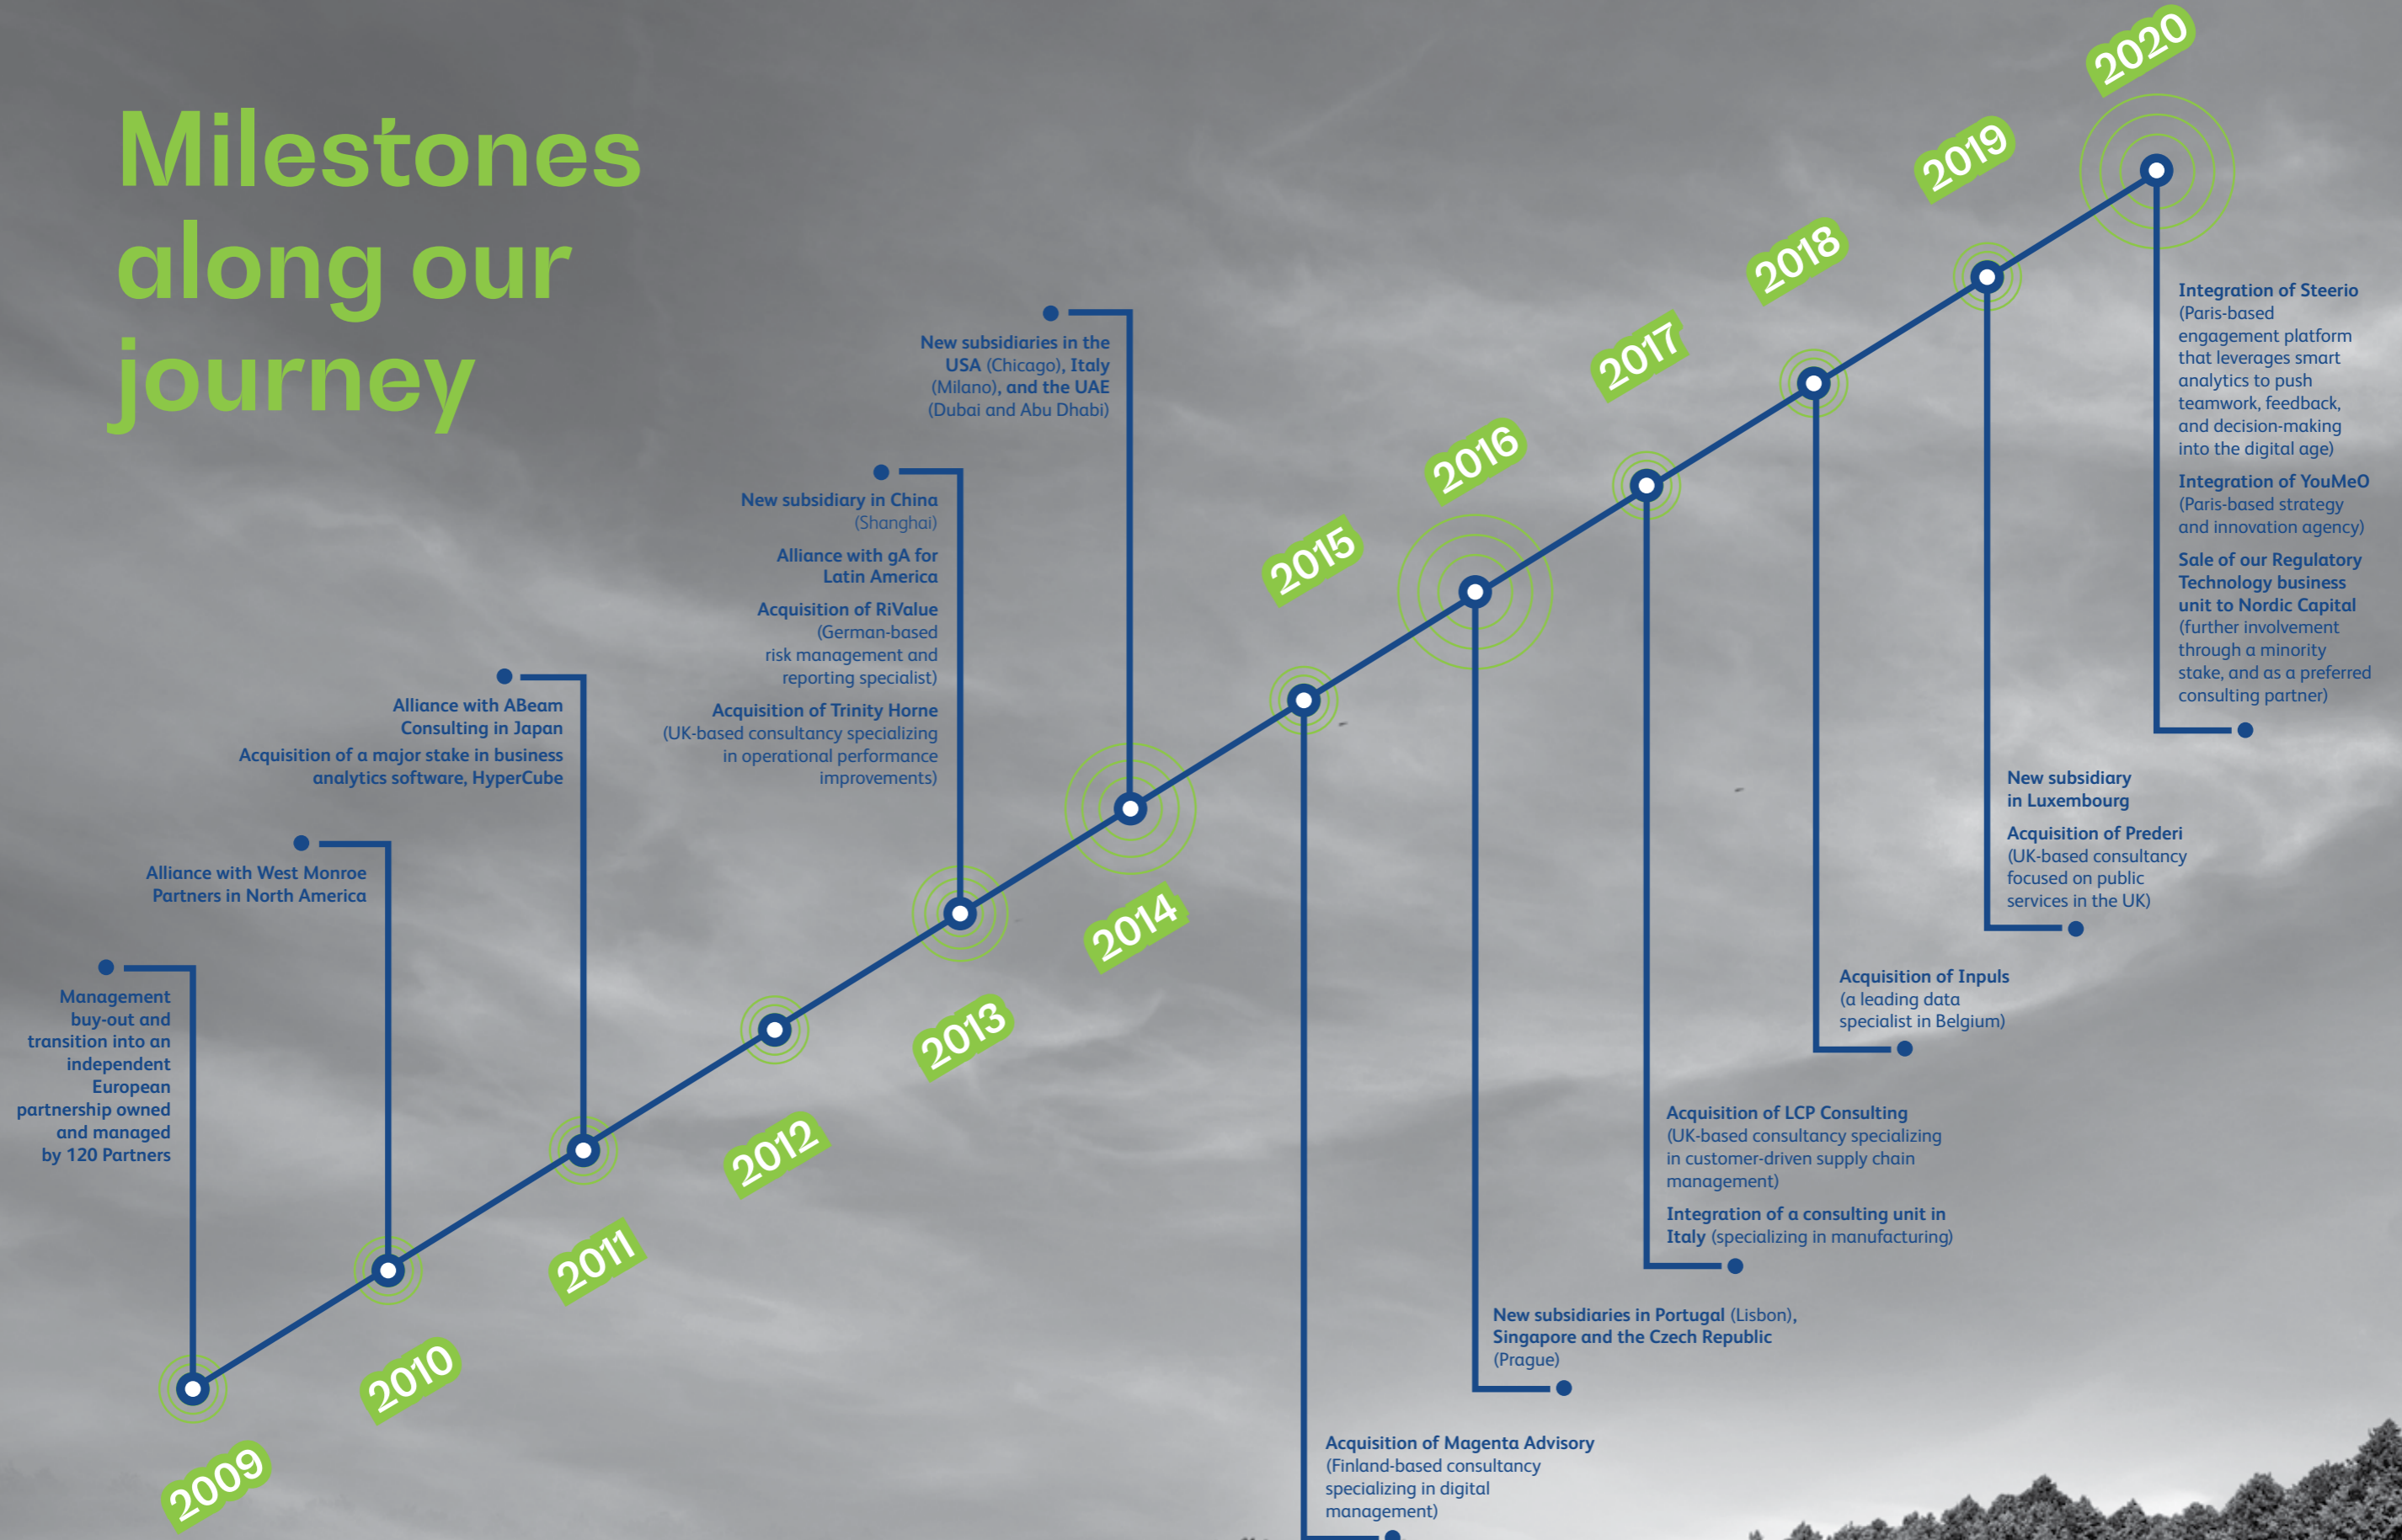 Milestones
along our
journey
2009
Management
buy-out and
transition into an
independent
European
partnership owned
and managed
by 120 Partners
2010
Alliance with West Monroe
Partners in North America
2011
Alliance with ABeam
Consulting in Japan
Acquisition of a major stake in business
analytics software, HyperCube
2012
2013
New subsidiary in China
(Shanghai)
Alliance with gA for
Latin America
Acquisition of RiValue
(German-based
risk management and
reporting specialist)
Acquisition of Trinity Horne
(UK-based consultancy specializing
in operational performance
improvements)
2014
New subsidiaries in the
USA (Chicago), Italy
(Milano), and the UAE
(Dubai and Abu Dhabi)
2015
Acquisition of Magenta Advisory
(Finland-based consultancy
specializing in digital
management)
2016
New subsidiaries in Portugal (Lisbon),
Singapore and the Czech Republic
(Prague)
2017
Acquisition of LCP Consulting
(UK-based consultancy specializing
in customer-driven supply chain
management)
Integration of a consulting unit in
Italy (specializing in manufacturing)
2018
Acquisition of Inpuls
(a leading data
specialist in Belgium)
2019
New subsidiary
in Luxembourg
Acquisition of Prederi
(UK-based consultancy
focused on public
services in the UK)
2020
Integration of Steerio
(Paris-based
engagement platform
that leverages smart
analytics to push
teamwork, feedback,
and decision-making
into the digital age)
Integration of YouMeO
(Paris-based strategy
and innovation agency)
Sale of our Regulatory
Technology business
unit to Nordic Capital
(further involvement
through a minority
stake, and as a preferred
consulting partner)